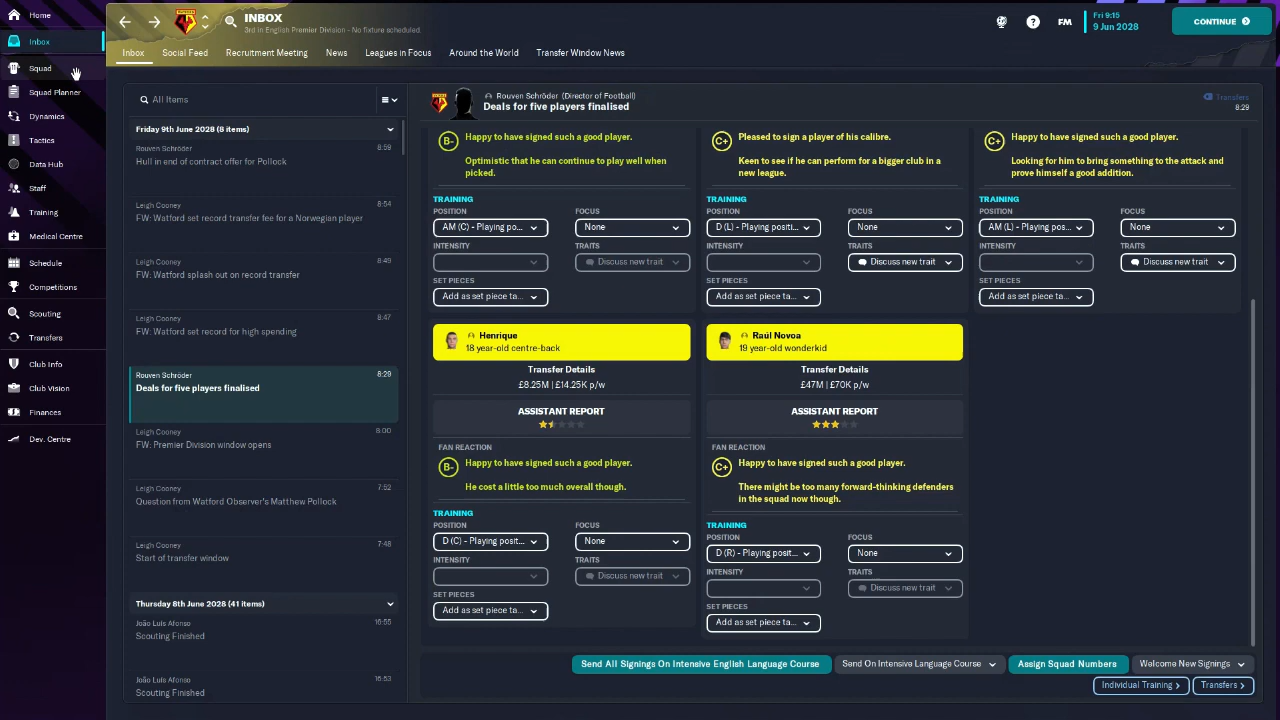 Home
Inbox
Squad
Squad Planner
Meetings
Tactics
Data Hub
Staff
Training
Medical Centre
Schedule
Competitions
Scouting
Transfers
Club Info
Club Vision
Finances
Dev. Centre
INBOX
3rd in English Premier Division - No fixture scheduled.
FM
Fri 9:15
9 Jun 2028
CONTINUE
Inbox
Social Feed
Recruitment Meeting
News
Leagues in Focus
Around the World
Transfer Window News
All Items
Friday 9th June 2028 (8 items)
Rouven Schröder 8:59
Hull in end of contract offer for Pollock
Leigh Cooney 8:54
FW: Watford set record transfer fee for a Norwegian player
Leigh Cooney 8:49
FW: Watford splash out on record transfer
Leigh Cooney 8:47
FW: Watford set record for high spending
Rouven Schröder 8:29
Deals for five players finalised
Leigh Cooney 8:00
FW: Premier Division window opens
Leigh Cooney 7:52
Question from Watford Observer's Matthew Pollock
Leigh Cooney 7:48
Start of transfer window
Thursday 8th June 2028 (41 items)
João Luís Afonso 16:55
Scouting Finished
João Luís Afonso 16:53
Scouting Finished
Rouven Schröder (Director of Football)
Deals for five players finalised
Transfers
8:29
B-
Happy to have signed such a good player.
Optimistic that he can continue to play well when
picked.
TRAINING
POSITION
FOCUS
AM (C) - Playing po...
None
INTENSITY
TRAITS
Discuss new trait
SET PIECES
Add as set piece ta...
C+
Pleased to sign a player of his calibre.
Keen to see if he can perform for a bigger club in a
new league.
TRAINING
POSITION
FOCUS
D (L) - Playing positi...
None
INTENSITY
TRAITS
Discuss new trait
SET PIECES
Add as set piece ta...
C+
Happy to have signed such a good player.
Looking for him to bring something to the attack and
prove himself a good addition.
TRAINING
POSITION
FOCUS
AM (L) - Playing pos...
None
INTENSITY
TRAITS
Discuss new trait
SET PIECES
Add as set piece ta...
Henrique
18 year-old centre-back
Transfer Details
£8.25M | £14.25K p/w
ASSISTANT REPORT
FAN REACTION
B-
Happy to have signed such a good player.
He cost a little too much overall though.
TRAINING
POSITION
FOCUS
D (C) - Playing posit...
None
INTENSITY
TRAITS
Discuss new trait
SET PIECES
Add as set piece ta...
Raúl Novoa
19 year-old wonderkid
Transfer Details
£47M | £70K p/w
ASSISTANT REPORT
FAN REACTION
C+
Happy to have signed such a good player.
There might be too many forward-thinking defenders
in the squad now though.
TRAINING
POSITION
FOCUS
D (R) - Playing posit...
None
INTENSITY
TRAITS
Discuss new trait
SET PIECES
Add as set piece ta...
Send All Signings On Intensive English Language Course
Send On Intensive Language Course
Assign Squad Numbers
Welcome New Signings
Individual Training
Transfers